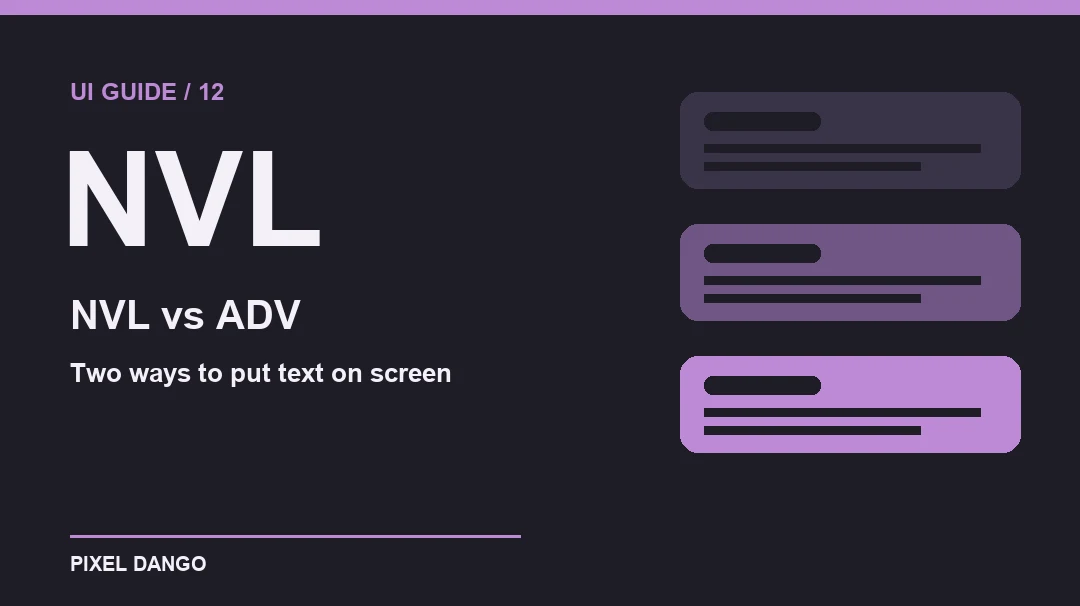 UI GUIDE / 12
NVL
NVL vs ADV
Two ways to put text on screen
PIXEL DANGO